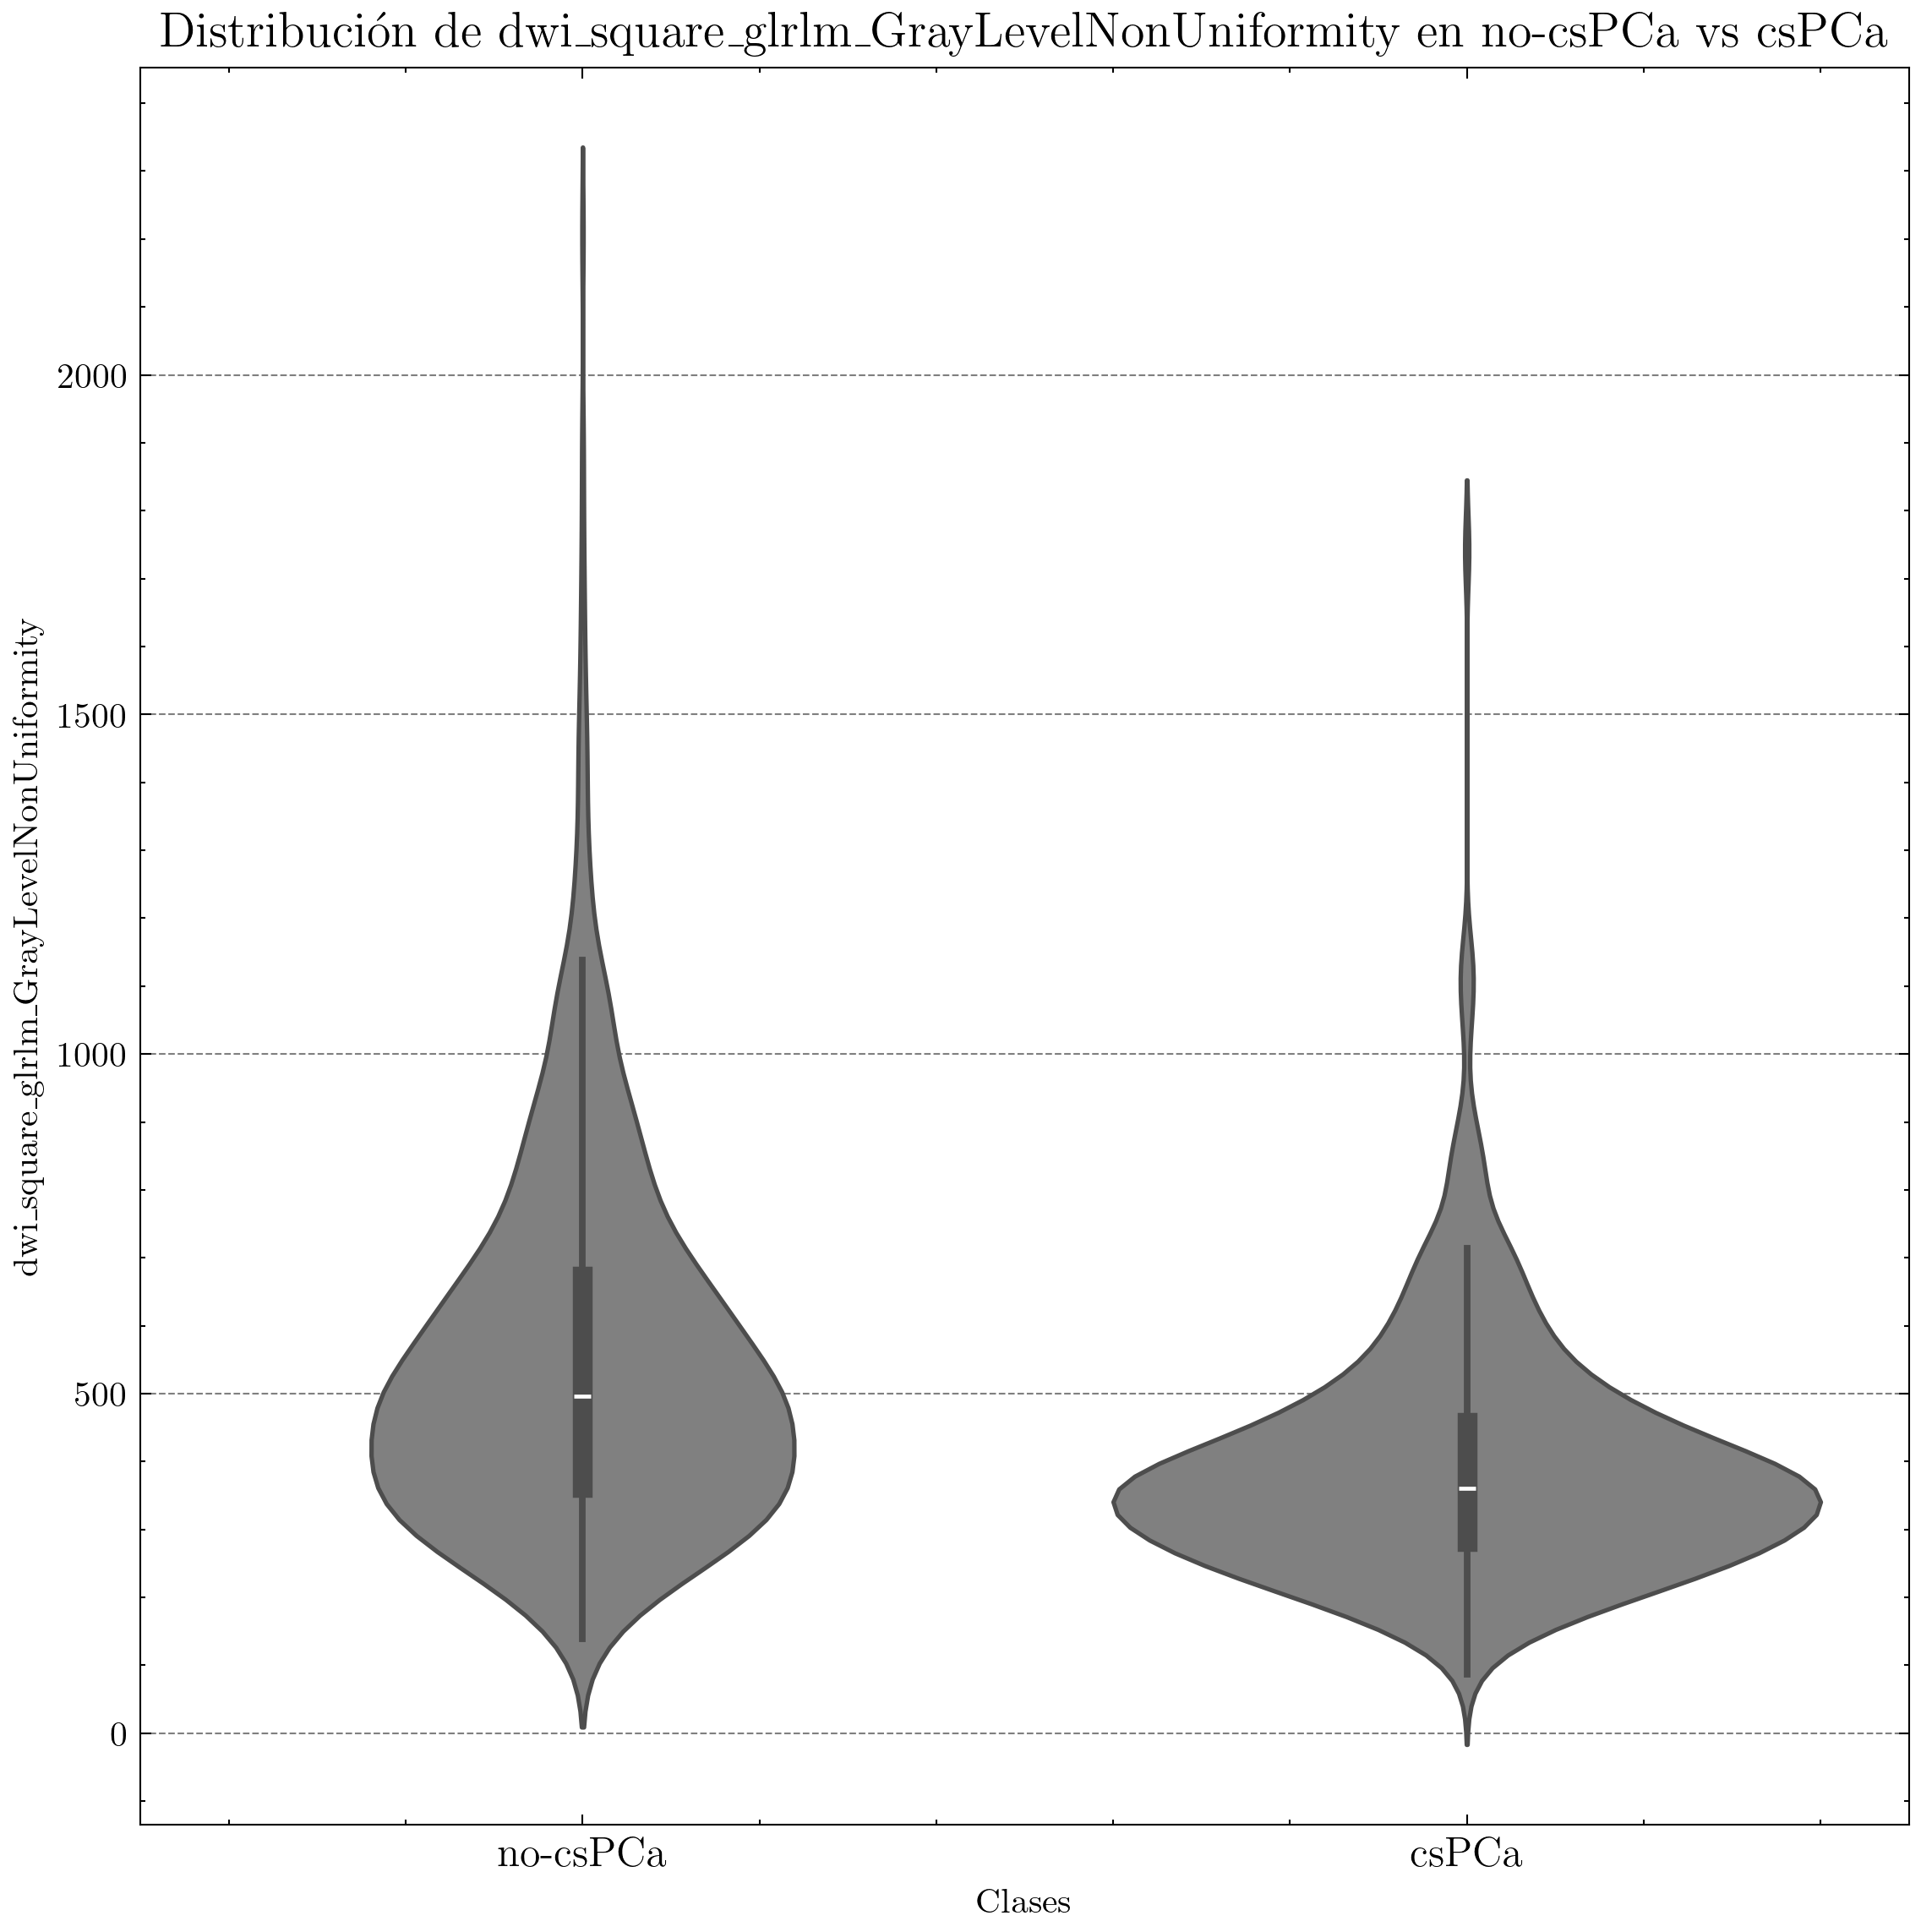 Distribución de dwi_square_glrlm_GrayLevelNonUniformity en no-csPCa vs csPCa
dwi_square_glrlm_GrayLevelNonUniformity
2000
1500
1000
500
0
no-csPCa
csPCa
Clases